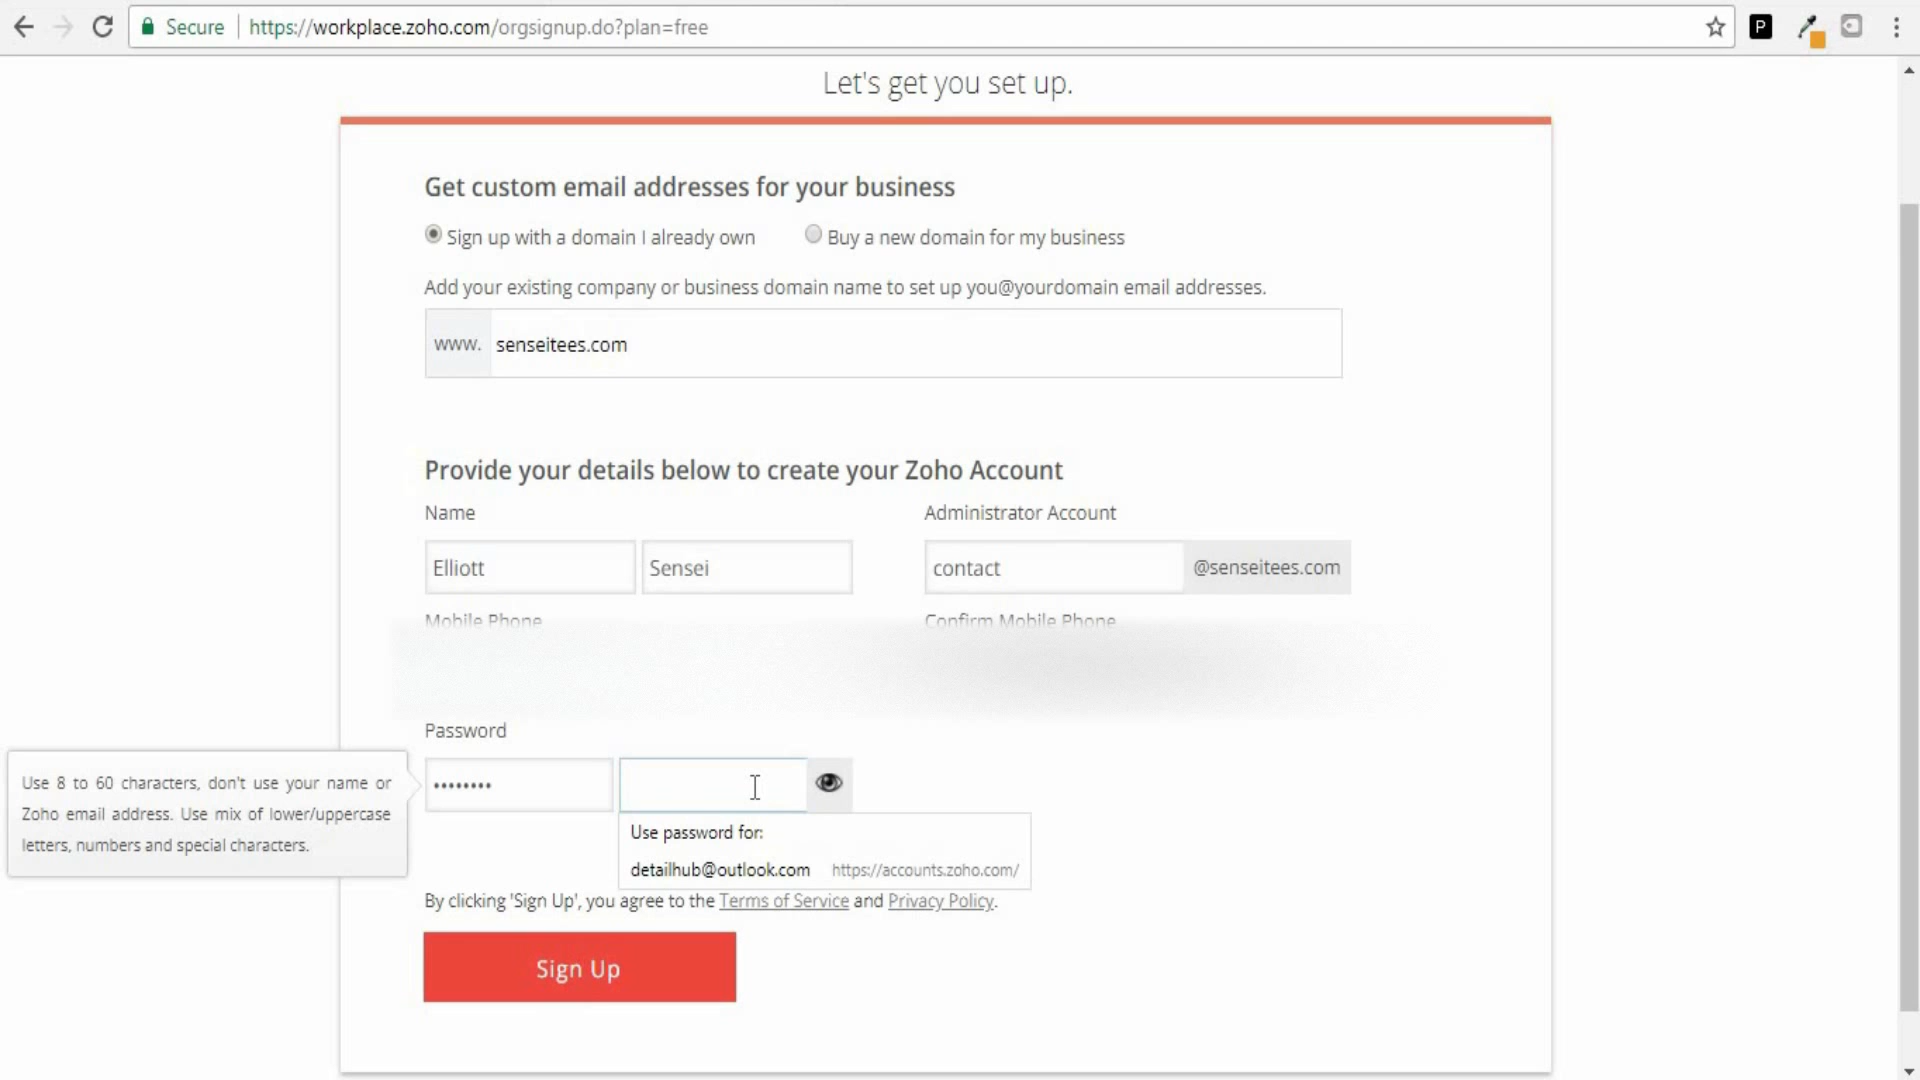 Secure https://workplace.zoho.com/orgsignup.do?plan=free
P
Let's get you set up.
Get custom email addresses for your business
Sign up with a domain I already own Buy a new domain for my business
Add your existing company or business domain name to set up you@yourdomain email addresses.
www. senseitees.com
Provide your details below to create your Zoho Account
Name Administrator Account
Elliott Sensei contact @senseitees.com
Mobile Phone Confirm Mobile Phone
Password
Use 8 to 60 characters, don't use your name or
Zoho email address. Use mix of lower/uppercase
letters, numbers and special characters.
••••••••
Use password for:
detailhub@outlook.com https://accounts.zoho.com/
By clicking 'Sign Up', you agree to the Terms of Service and Privacy Policy.
Sign Up